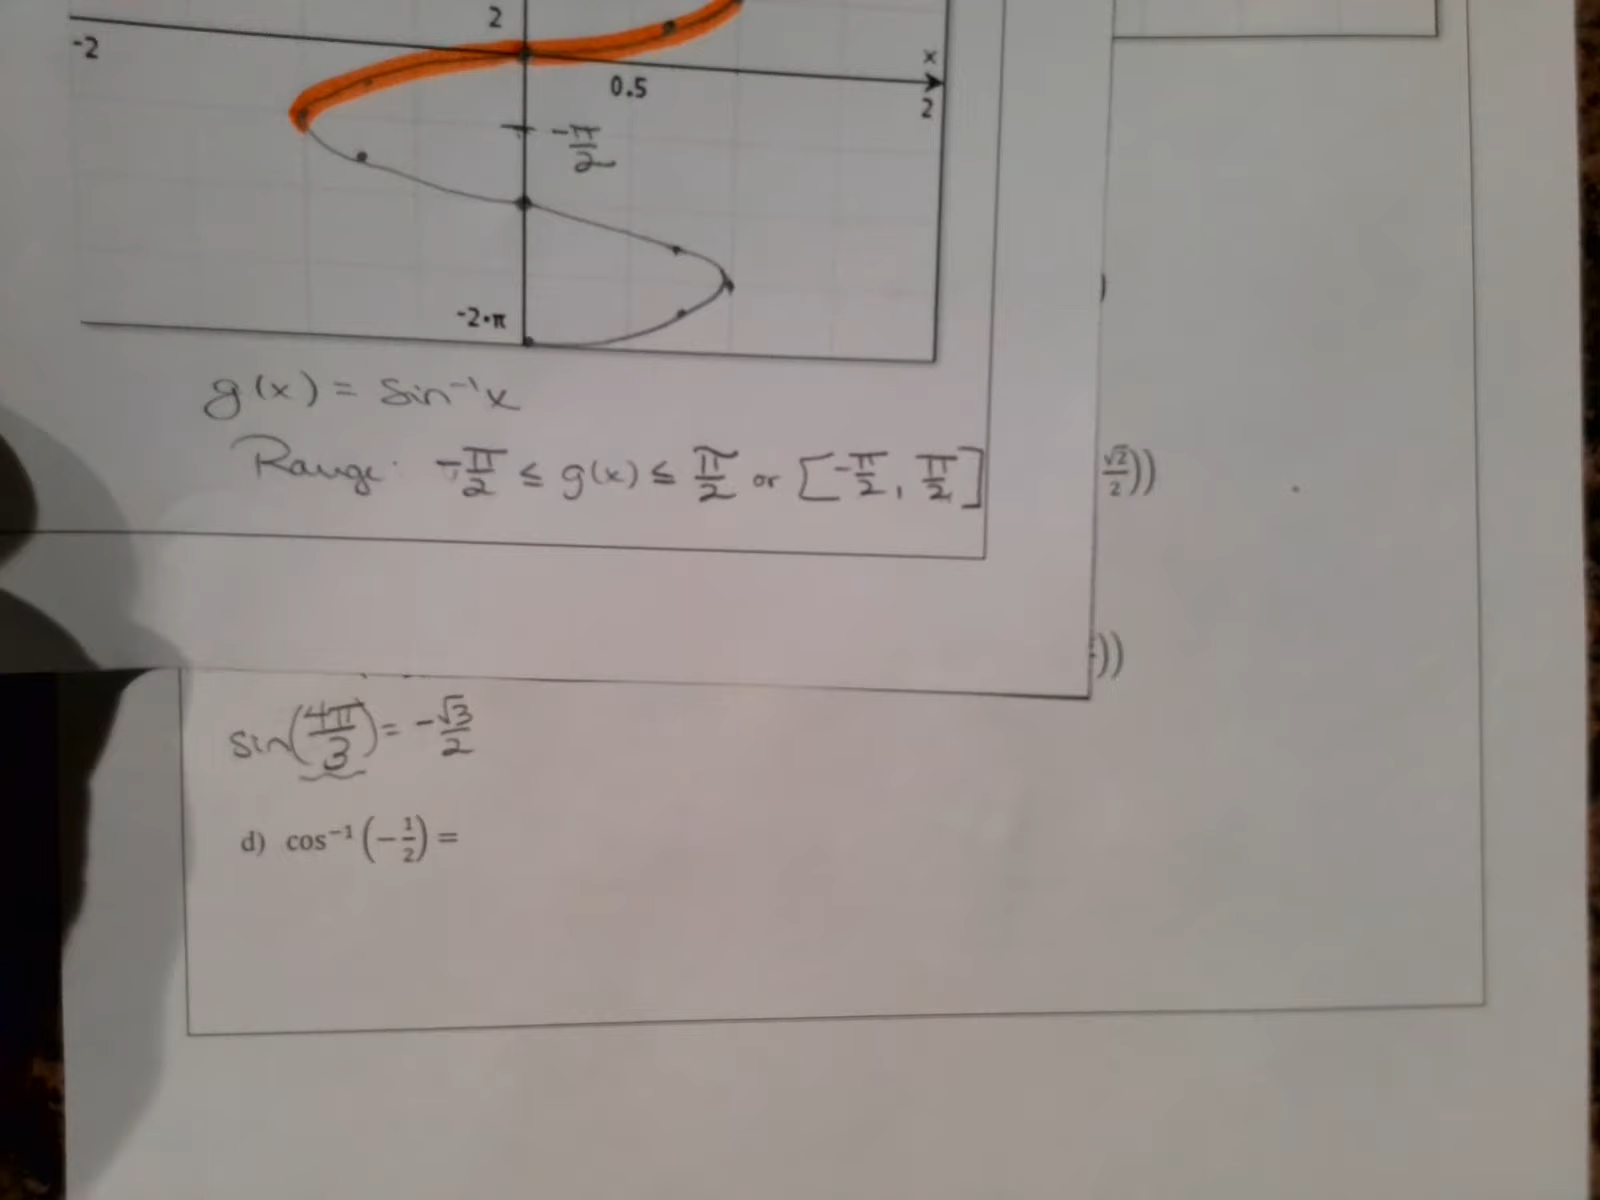 2
-2
x
0.5
2
-π/2
-2·π
g(x) = Sin⁻¹x
Range: -π/2 ≤ g(x) ≤ π/2 or [-π/2, π/2]
√2/2))
))
sin(4π/3) = -√3/2
d) cos⁻¹(-1/2) =